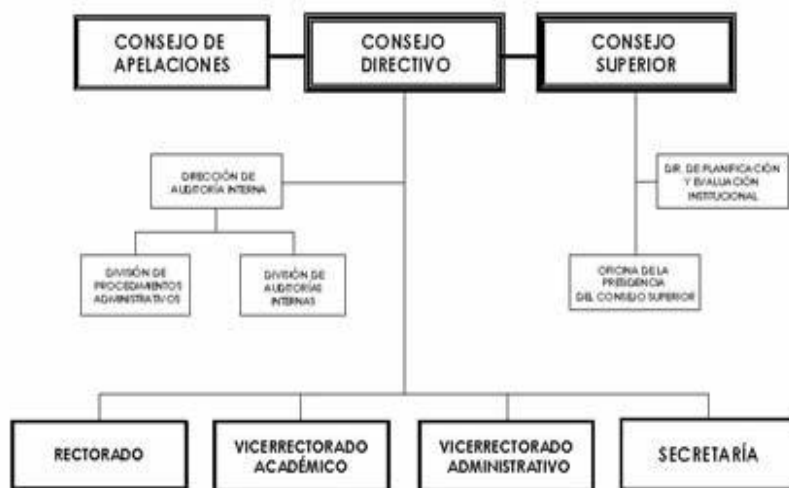 CONSEJO DE
APELACIONES
CONSEJO
DIRECTIVO
CONSEJO
SUPERIOR
DIRECCIÓN DE
AUDITORÍA INTERNA
DIR. DE PLANIFICACIÓN
Y EVALUACIÓN
INSTITUCIONAL
DIVISIÓN DE
PROCEDIMIENTOS
ADMINISTRATIVOS
DIVISIÓN DE
AUDITORÍAS
INTERNAS
OFICINA DE LA
PRESIDENCIA
DEL CONSEJO SUPERIOR
RECTORADO
VICERRECTORADO
ACADÉMICO
VICERRECTORADO
ADMINISTRATIVO
SECRETARÍA